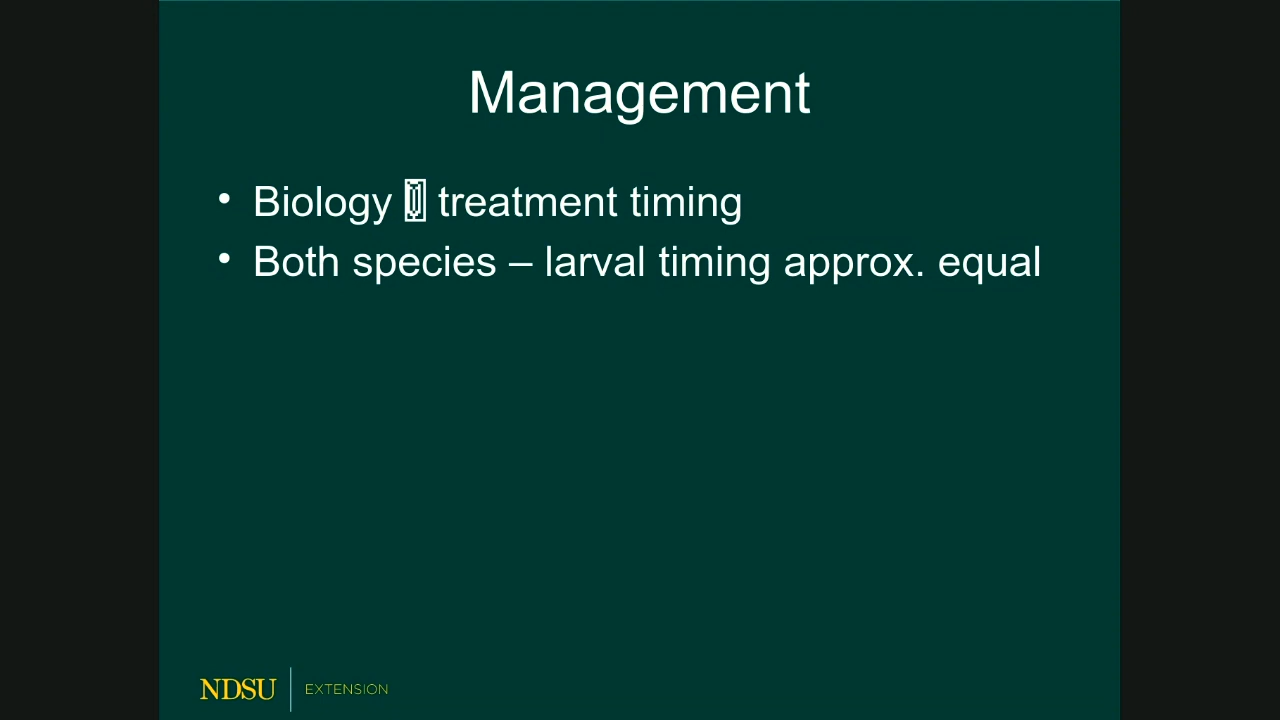 Management
• Biology  treatment timing
• Both species – larval timing approx. equal
NDSU | EXTENSION